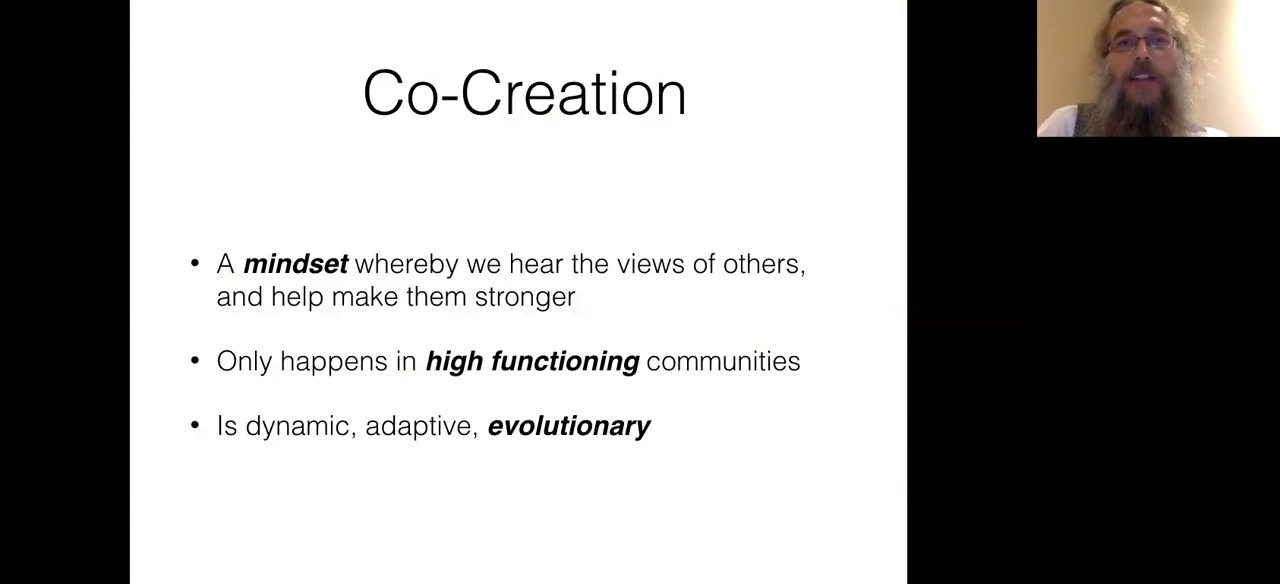 Co-Creation
• A mindset whereby we hear the views of others,
and help make them stronger
• Only happens in high functioning communities
• Is dynamic, adaptive, evolutionary